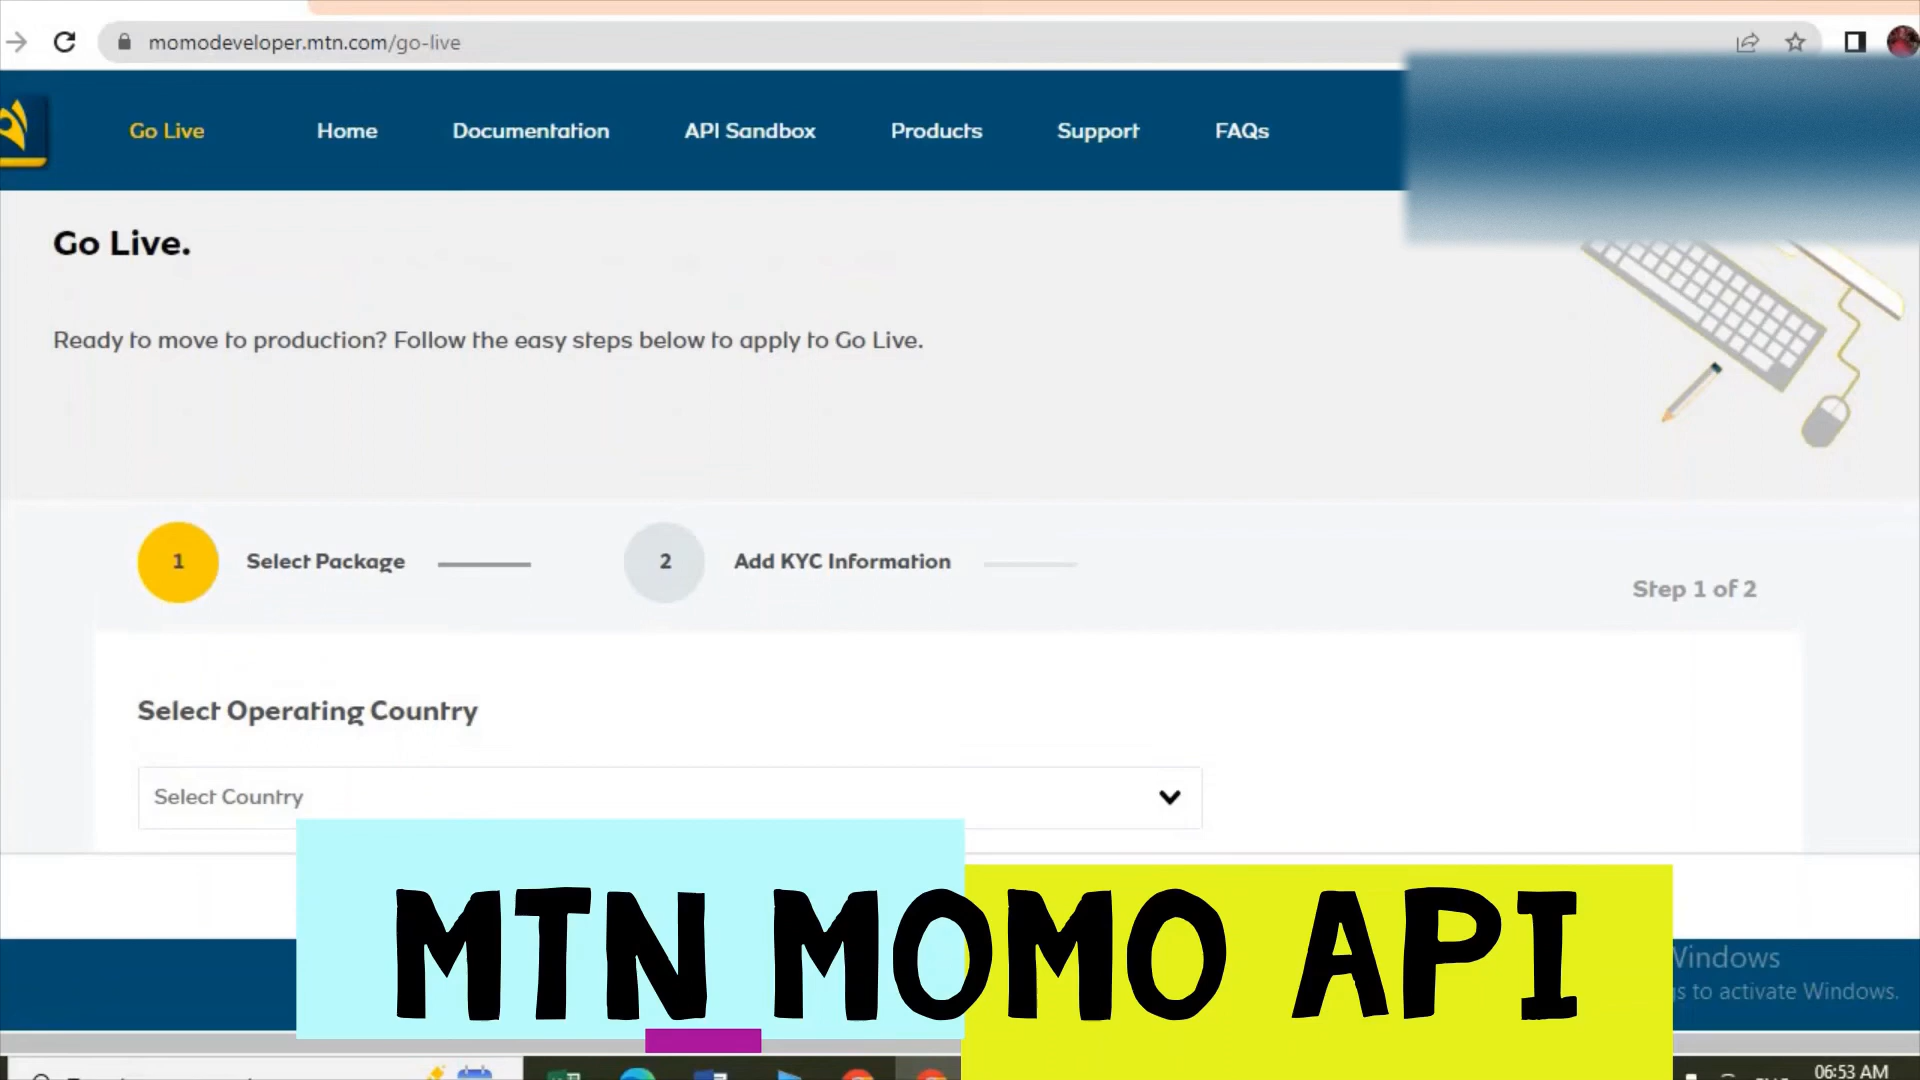 momodeveloper.mtn.com/go-live
Go Live Home Documentation API Sandbox Products Support FAQs
Go Live.
Ready to move to production? Follow the easy steps below to apply to Go Live.
1 Select Package 2 Add KYC Information
Step 1 of 2
Select Operating Country
Select Country
MTN MOMO API
Windows
to activate Windows.
06:53 AM